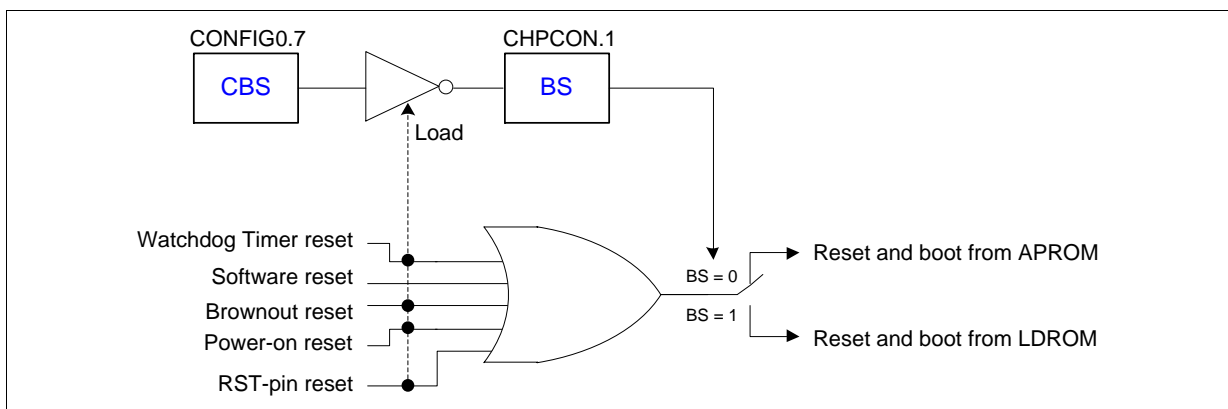 CONFIG0.7
CHPCON.1
CBS
BS
Load
Watchdog Timer reset
Software reset
Brownout reset
Power-on reset
RST-pin reset
BS = 0
BS = 1
Reset and boot from APROM
Reset and boot from LDROM